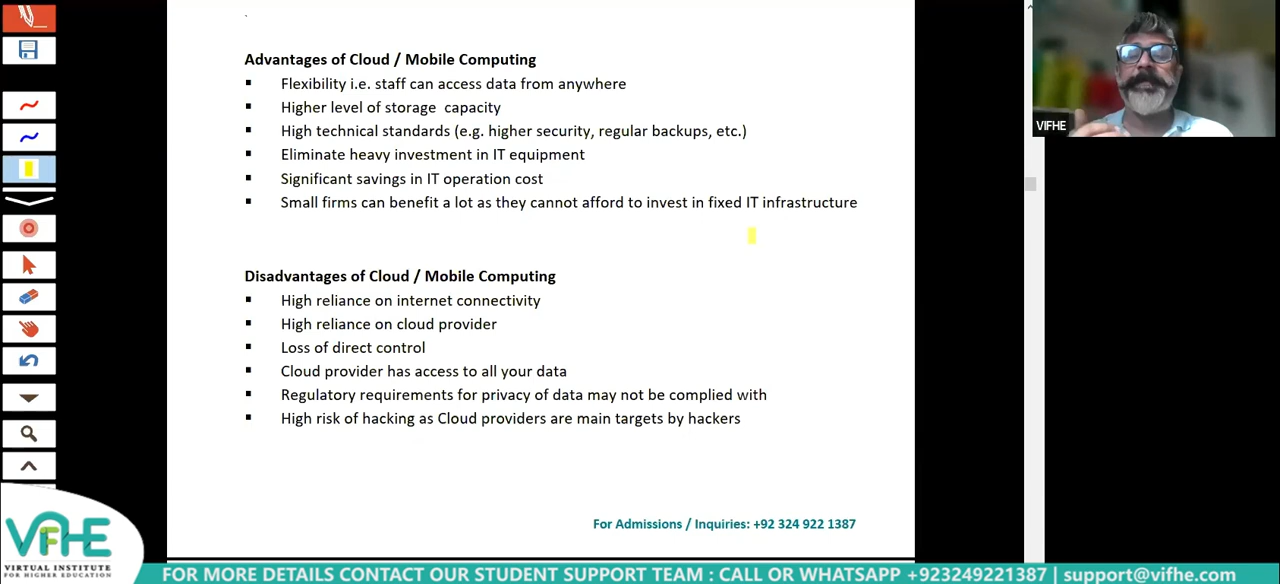 Advantages of Cloud / Mobile Computing
▪ Flexibility i.e. staff can access data from anywhere
▪ Higher level of storage capacity
▪ High technical standards (e.g. higher security, regular backups, etc.)
▪ Eliminate heavy investment in IT equipment
▪ Significant savings in IT operation cost
▪ Small firms can benefit a lot as they cannot afford to invest in fixed IT infrastructure
Disadvantages of Cloud / Mobile Computing
▪ High reliance on internet connectivity
▪ High reliance on cloud provider
▪ Loss of direct control
▪ Cloud provider has access to all your data
▪ Regulatory requirements for privacy of data may not be complied with
▪ High risk of hacking as Cloud providers are main targets by hackers
For Admissions / Inquiries: +92 324 922 1387
VIFHE
VIFHE
VIRTUAL INSTITUTE
FOR HIGHER EDUCATION
FOR MORE DETAILS CONTACT OUR STUDENT SUPPORT TEAM : CALL OR WHATSAPP +923249221387 | support@vifhe.com